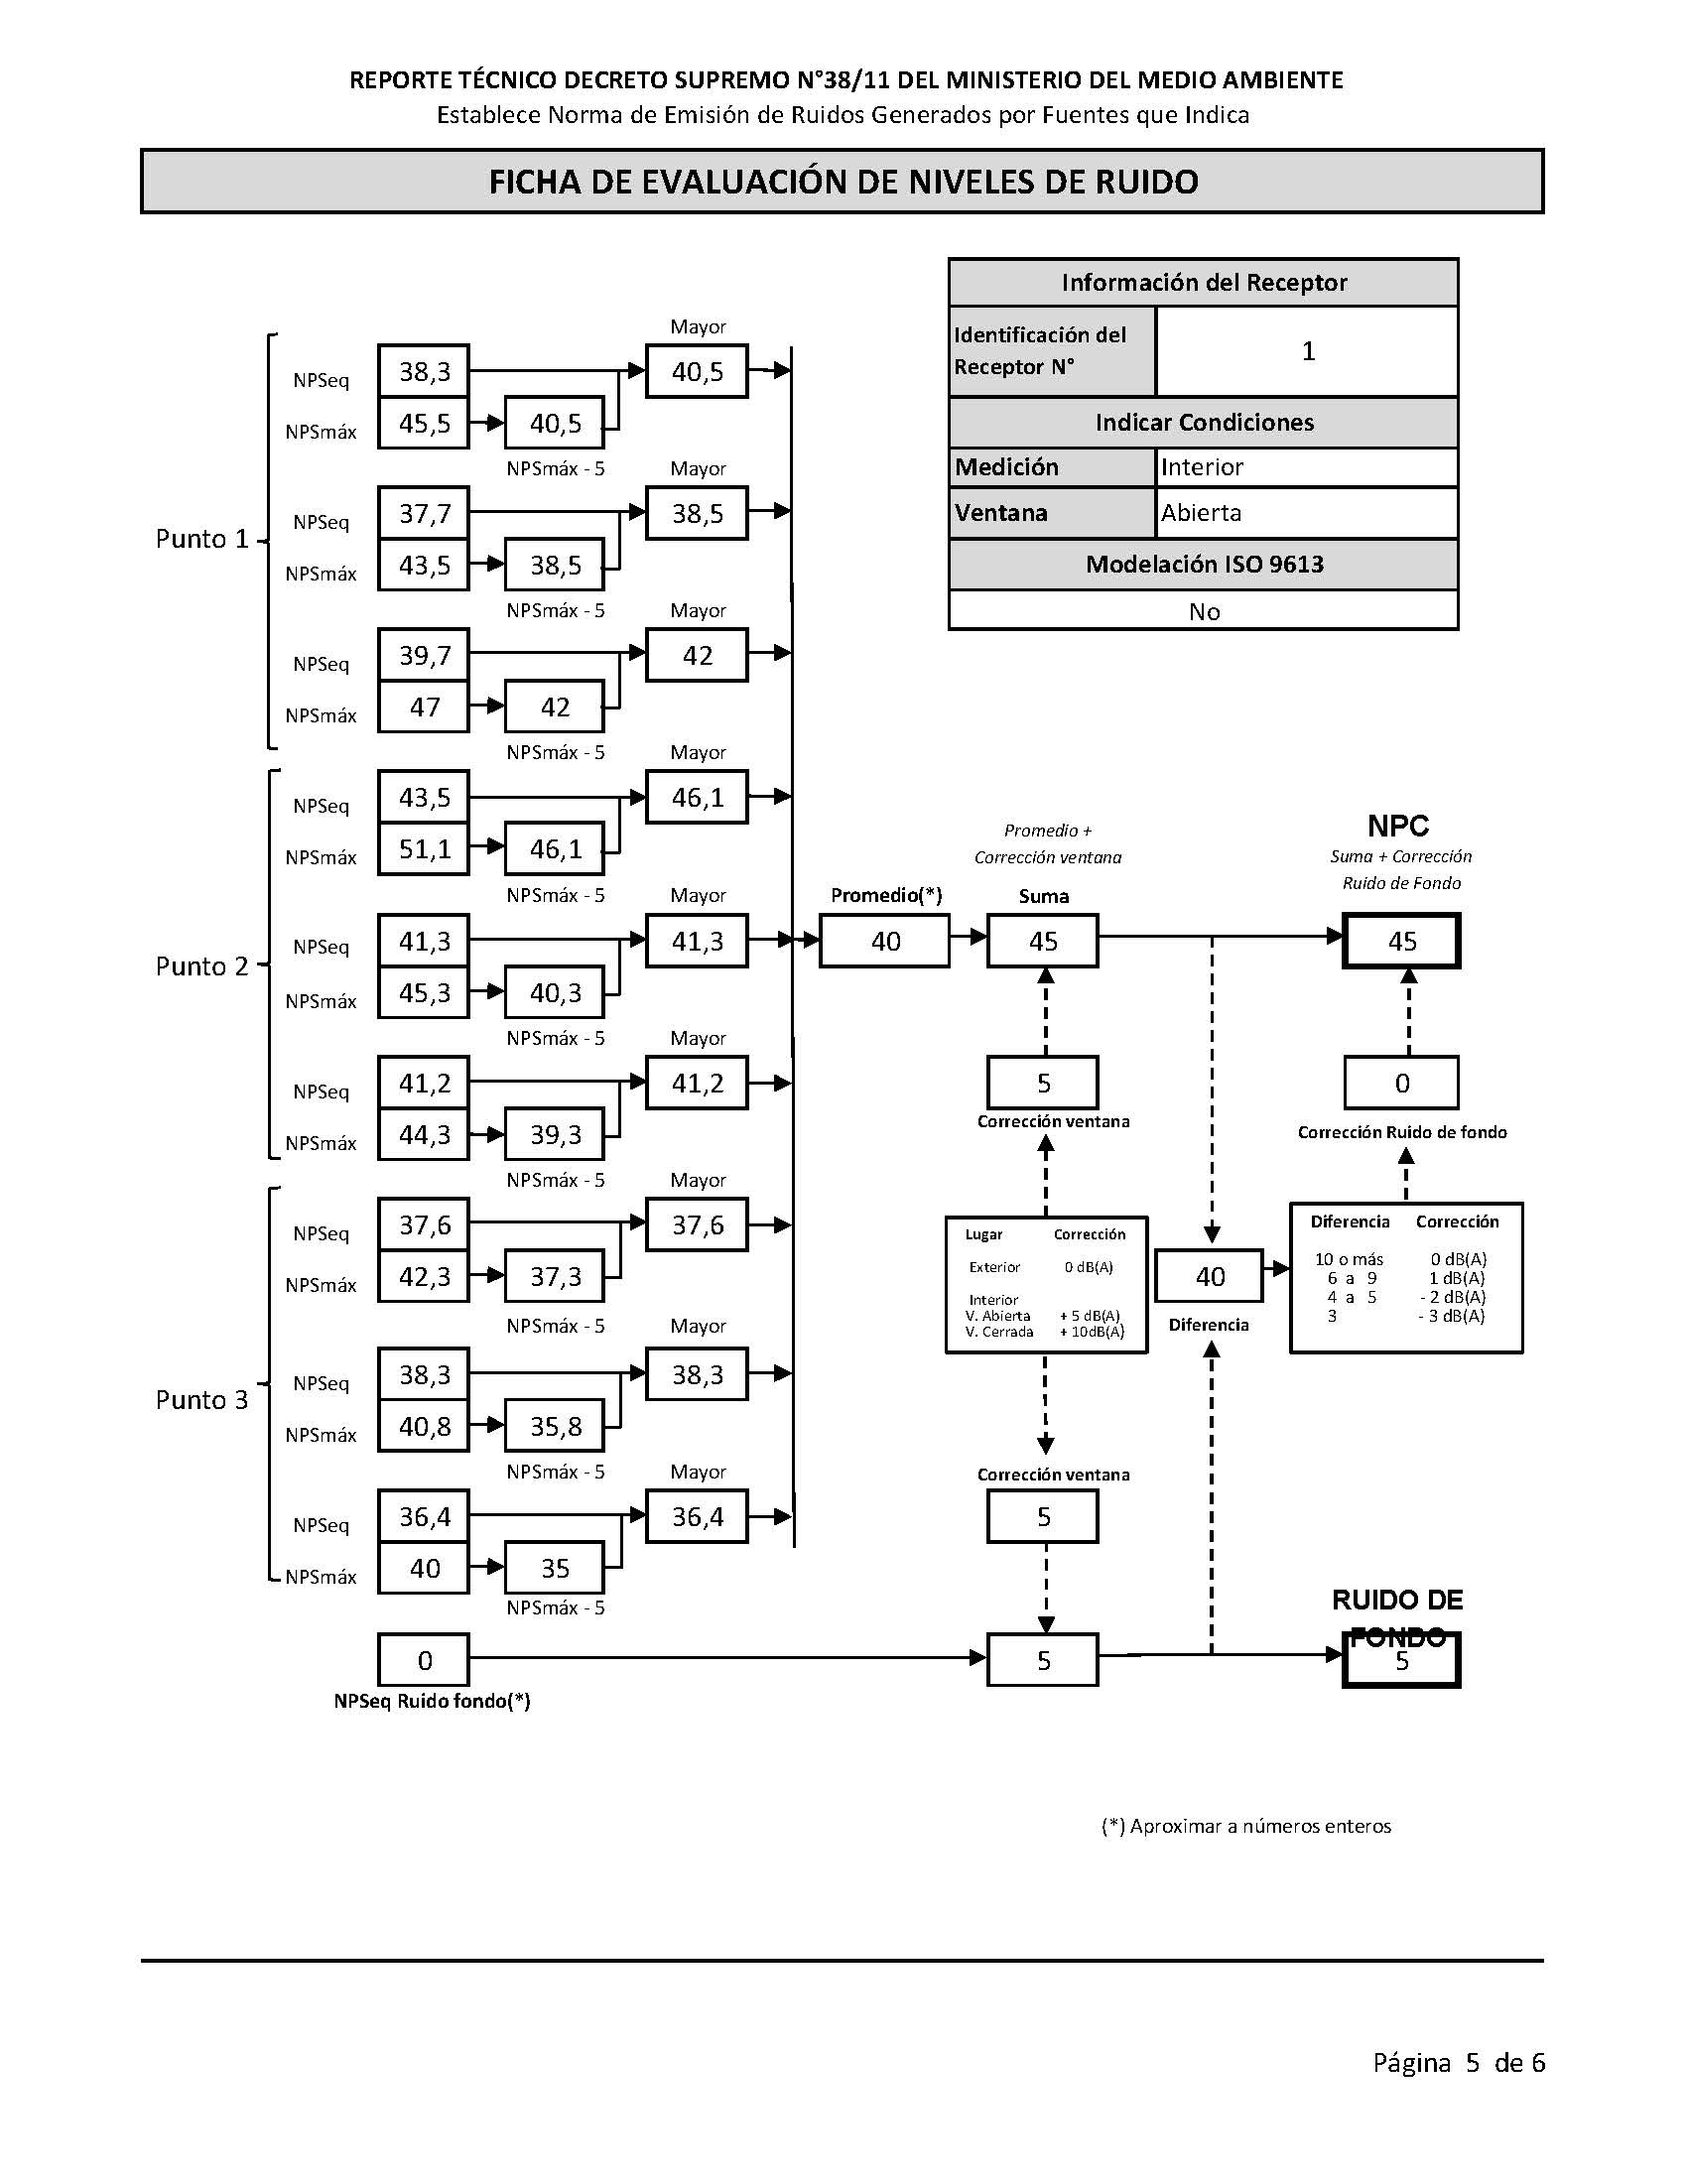 REPORTE TÉCNICO DECRETO SUPREMO N°38/11 DEL MINISTERIO DEL MEDIO AMBIENTE
Establece Norma de Emisión de Ruidos Generados por Fuentes que Indica
FICHA DE EVALUACIÓN DE NIVELES DE RUIDO
Información del Receptor
Identificación del Receptor N° 1
Indicar Condiciones
Medición Interior
Ventana Abierta
Modelación ISO 9613
No
Punto 1
Mayor
NPSeq 38,3 40,5
NPSmáx 45,5 40,5
NPSmáx - 5 Mayor
NPSeq 37,7 38,5
NPSmáx 43,5 38,5
NPSmáx - 5 Mayor
NPSeq 39,7 42
NPSmáx 47 42
NPSmáx - 5 Mayor
Punto 2
NPSeq 43,5 46,1
NPSmáx 51,1 46,1
NPSmáx - 5 Mayor
NPSeq 41,3 41,3
NPSmáx 45,3 40,3
NPSmáx - 5 Mayor
NPSeq 41,2 41,2
NPSmáx 44,3 39,3
NPSmáx - 5 Mayor
Punto 3
NPSeq 37,6 37,6
NPSmáx 42,3 37,3
NPSmáx - 5 Mayor
NPSeq 38,3 38,3
NPSmáx 40,8 35,8
NPSmáx - 5 Mayor
NPSeq 36,4 36,4
NPSmáx 40 35
NPSmáx - 5
0
NPSeq Ruido fondo(*)
Promedio(*)
40
Promedio +
Corrección ventana
Suma
45
5
Corrección ventana
Lugar Corrección
Exterior 0 dB(A)
Interior
V. Abierta + 5 dB(A)
V. Cerrada + 10dB(A)
Corrección ventana
5
5
40
Diferencia
NPC
Suma + Corrección
Ruido de Fondo
45
0
Corrección Ruido de fondo
Diferencia Corrección
10 o más 0 dB(A)
6 a 9 1 dB(A)
4 a 5 - 2 dB(A)
3 - 3 dB(A)
RUIDO DE
FONDO
5
(*) Aproximar a números enteros
Página 5 de 6